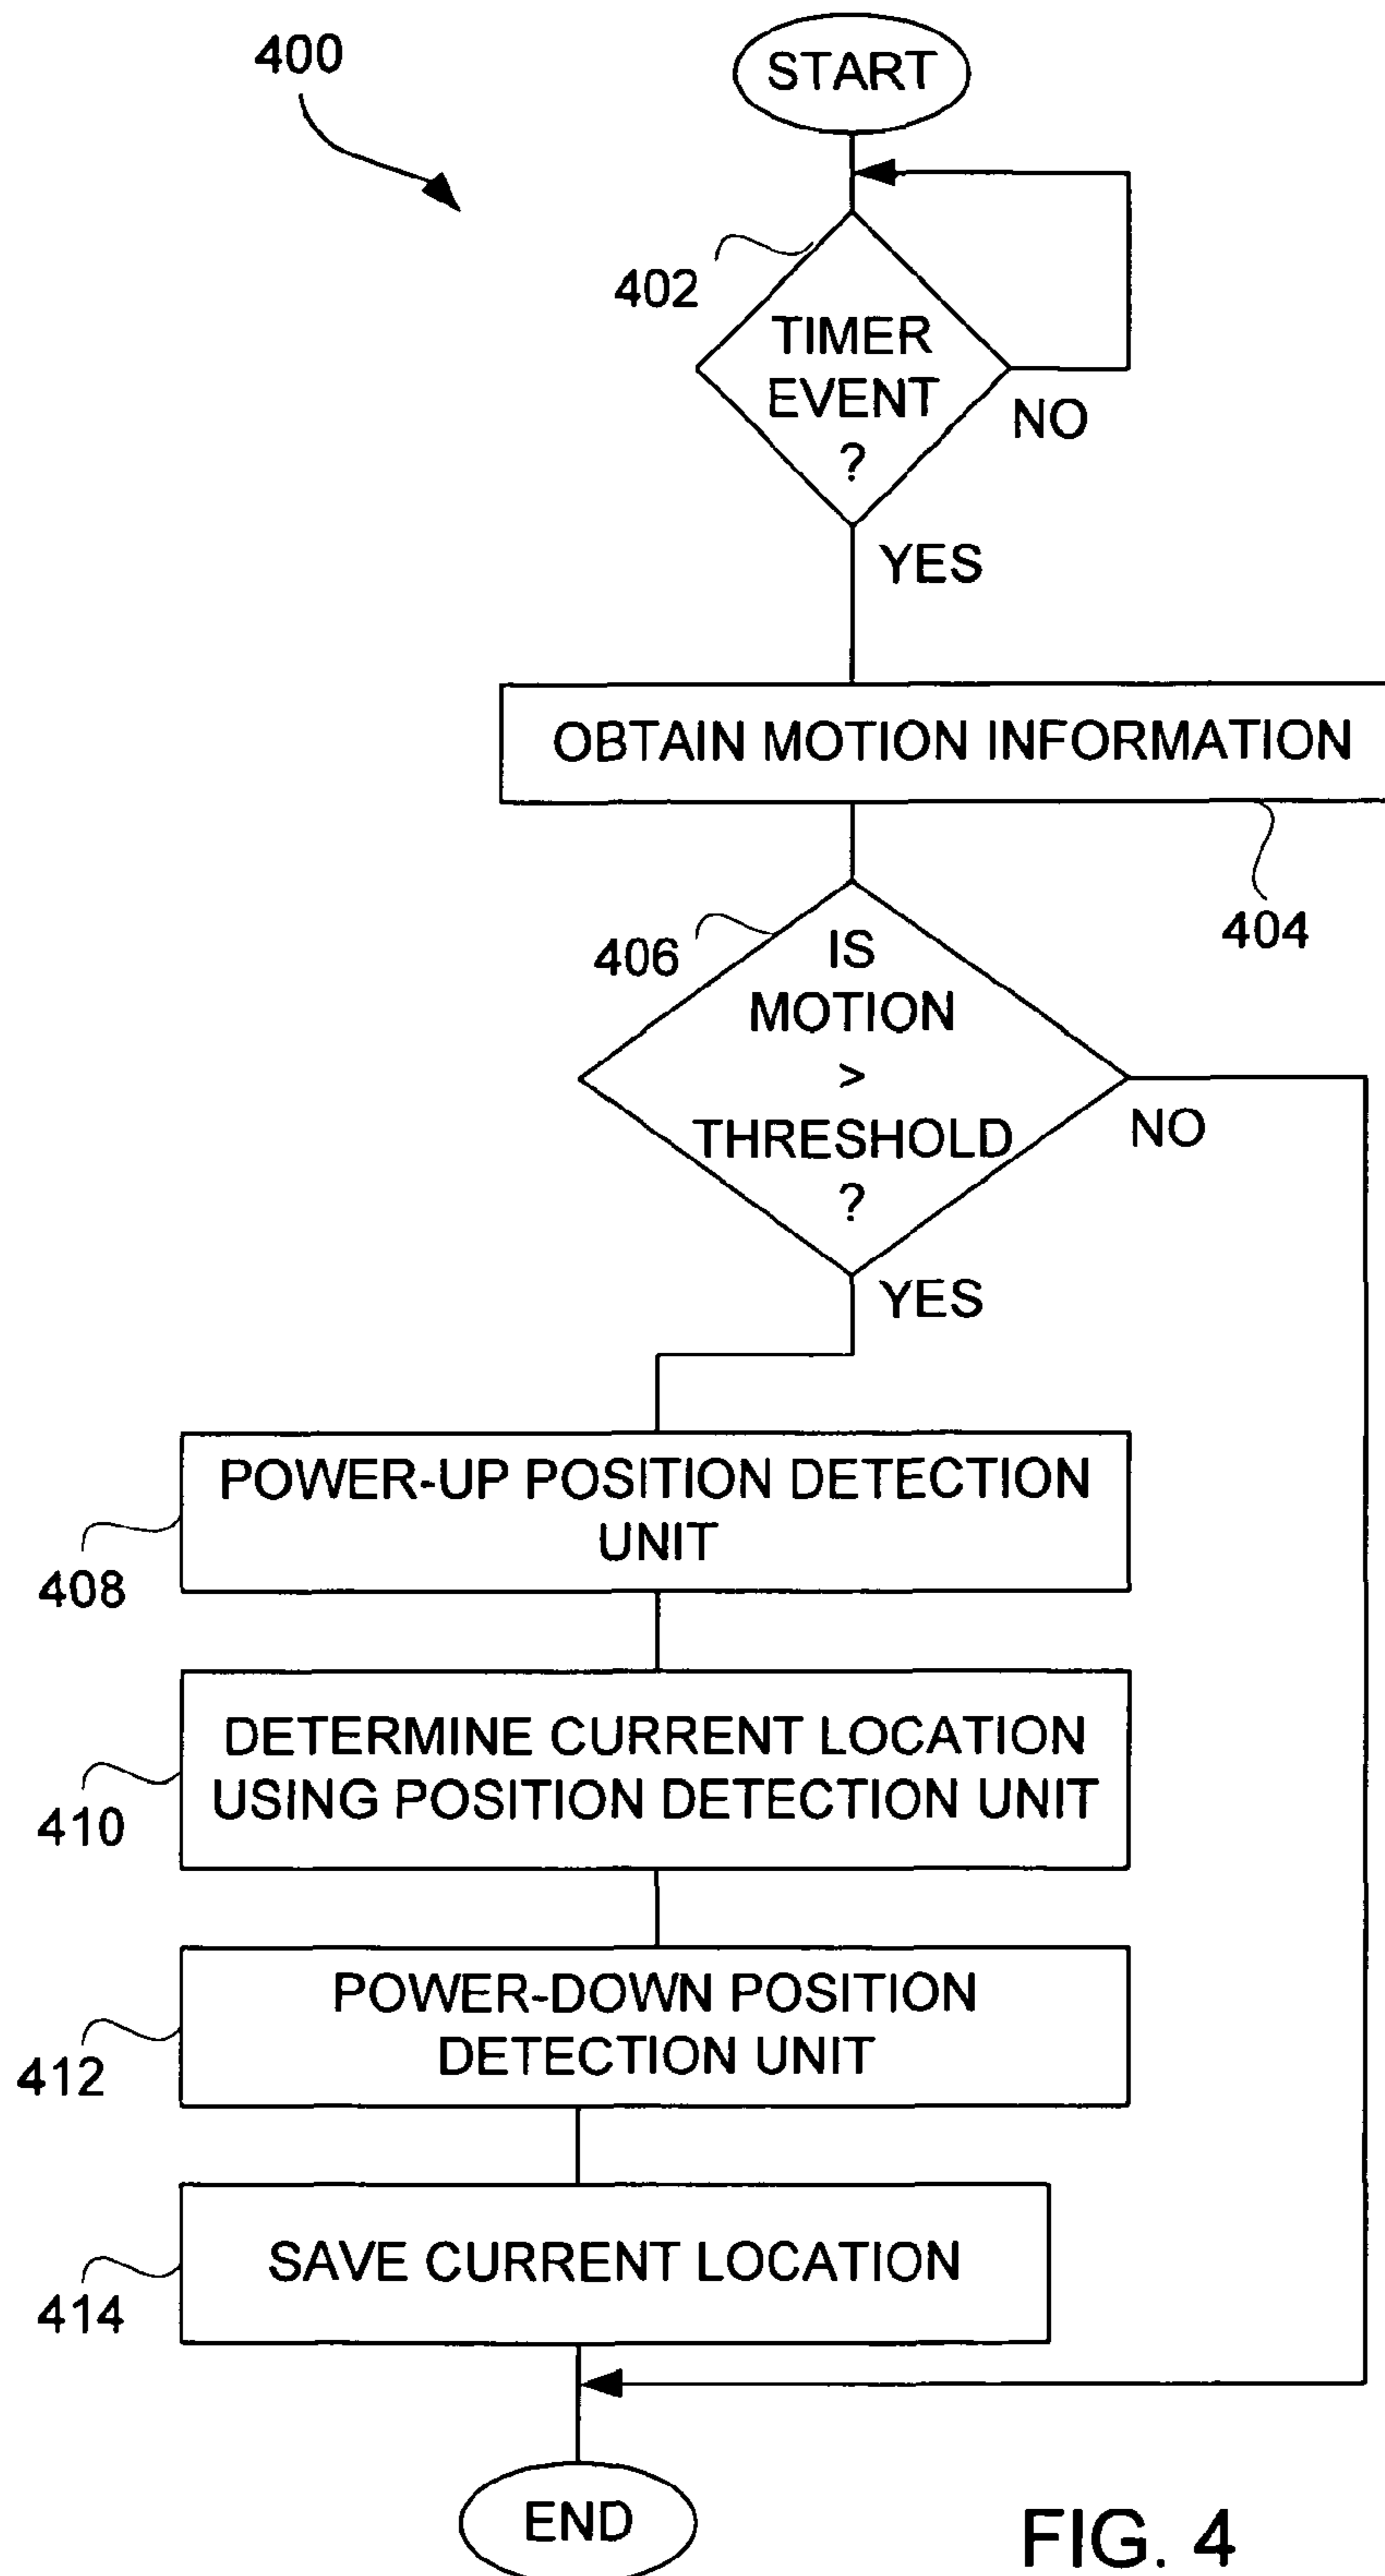 400
START
402
TIMER
EVENT
?
NO
YES
OBTAIN MOTION INFORMATION
404
406
IS
MOTION
>
THRESHOLD
?
NO
YES
POWER-UP POSITION DETECTION
UNIT
408
DETERMINE CURRENT LOCATION
USING POSITION DETECTION UNIT
410
POWER-DOWN POSITION
DETECTION UNIT
412
SAVE CURRENT LOCATION
414
END
FIG. 4